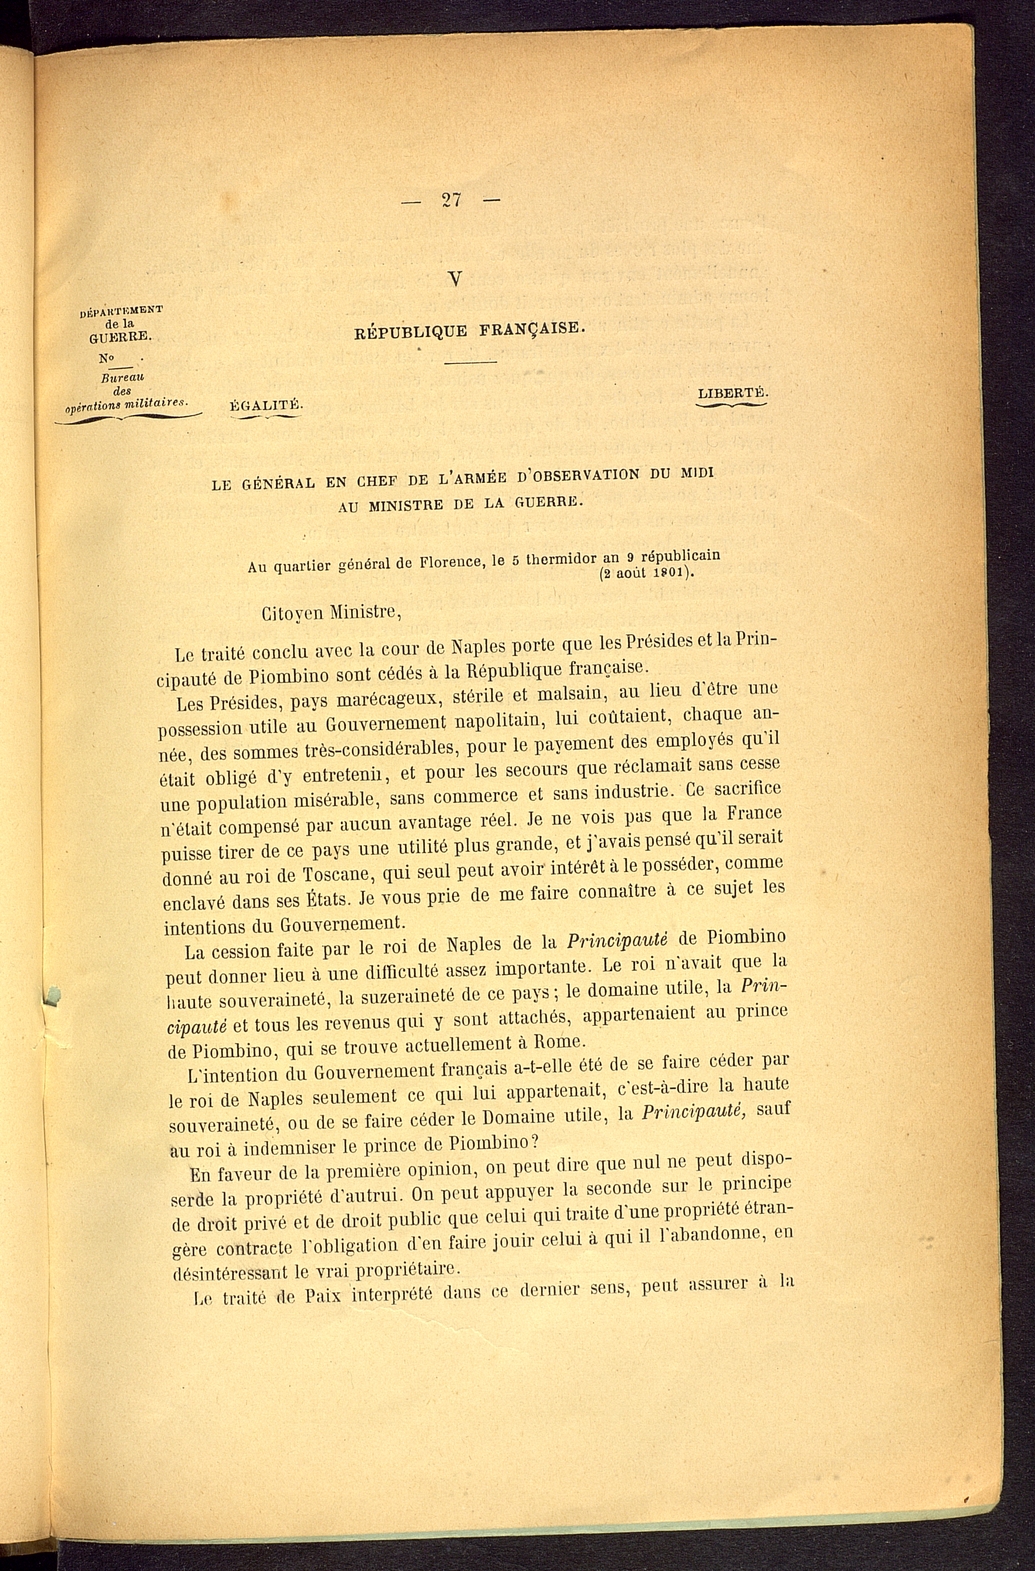 — 27 —
V
DÉPARTEMENT
de la
GUERRE.
No .
Bureau
des
opérations militaires.
RÉPUBLIQUE FRANÇAISE.
ÉGALITÉ.
LIBERTÉ.
LE GÉNÉRAL EN CHEF DE L'ARMÉE D'OBSERVATION DU MIDI
AU MINISTRE DE LA GUERRE.
Au quartier général de Florence, le 5 thermidor an 9 républicain
(2 août 1801).
Citoyen Ministre,
Le traité conclu avec la cour de Naples porte que les Présides et la Prin-
cipauté de Piombino sont cédés à la République française.
Les Présides, pays marécageux, stérile et malsain, au lieu d'être une
possession utile au Gouvernement napolitain, lui coûtaient, chaque an-
née, des sommes très-considérables, pour le payement des employés qu'il
était obligé d'y entretenir, et pour les secours que réclamait sans cesse
une population misérable, sans commerce et sans industrie. Ce sacrifice
n'était compensé par aucun avantage réel. Je ne vois pas que la France
puisse tirer de ce pays une utilité plus grande, et j'avais pensé qu'il serait
donné au roi de Toscane, qui seul peut avoir intérêt à le posséder, comme
enclavé dans ses États. Je vous prie de me faire connaître à ce sujet les
intentions du Gouvernement.
La cession faite par le roi de Naples de la Principauté de Piombino
peut donner lieu à une difficulté assez importante. Le roi n'avait que la
haute souveraineté, la suzeraineté de ce pays ; le domaine utile, la Prin-
cipauté et tous les revenus qui y sont attachés, appartenaient au prince
de Piombino, qui se trouve actuellement à Rome.
L'intention du Gouvernement français a-t-elle été de se faire céder par
le roi de Naples seulement ce qui lui appartenait, c'est-à-dire la haute
souveraineté, ou de se faire céder le Domaine utile, la Principauté, sauf
au roi à indemniser le prince de Piombino ?
En faveur de la première opinion, on peut dire que nul ne peut dispo-
serde la propriété d'autrui. On peut appuyer la seconde sur le principe
de droit privé et de droit public que celui qui traite d'une propriété étran-
gère contracte l'obligation d'en faire jouir celui à qui il l'abandonne, en
désintéressant le vrai propriétaire.
Le traité de Paix interprété dans ce dernier sens, peut assurer à la